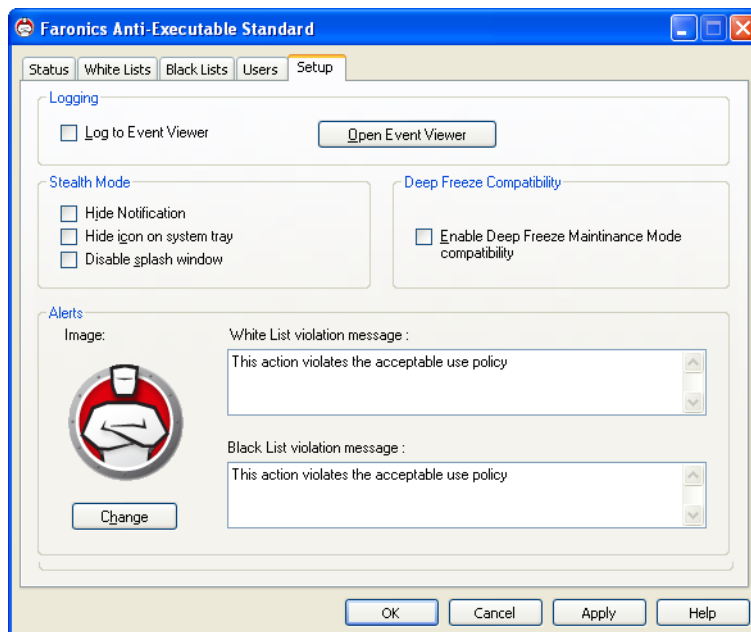 Faronics Anti-Executable Standard
Status White Lists Black Lists Users Setup
Logging
Log to Event Viewer Open Event Viewer
Stealth Mode
Hide Notification
Hide icon on system tray
Disable splash window
Deep Freeze Compatibility
Enable Deep Freeze Maintinance Mode
compatibility
Alerts
Image:
Change
White List violation message :
This action violates the acceptable use policy
Black List violation message :
This action violates the acceptable use policy
OK Cancel Apply Help